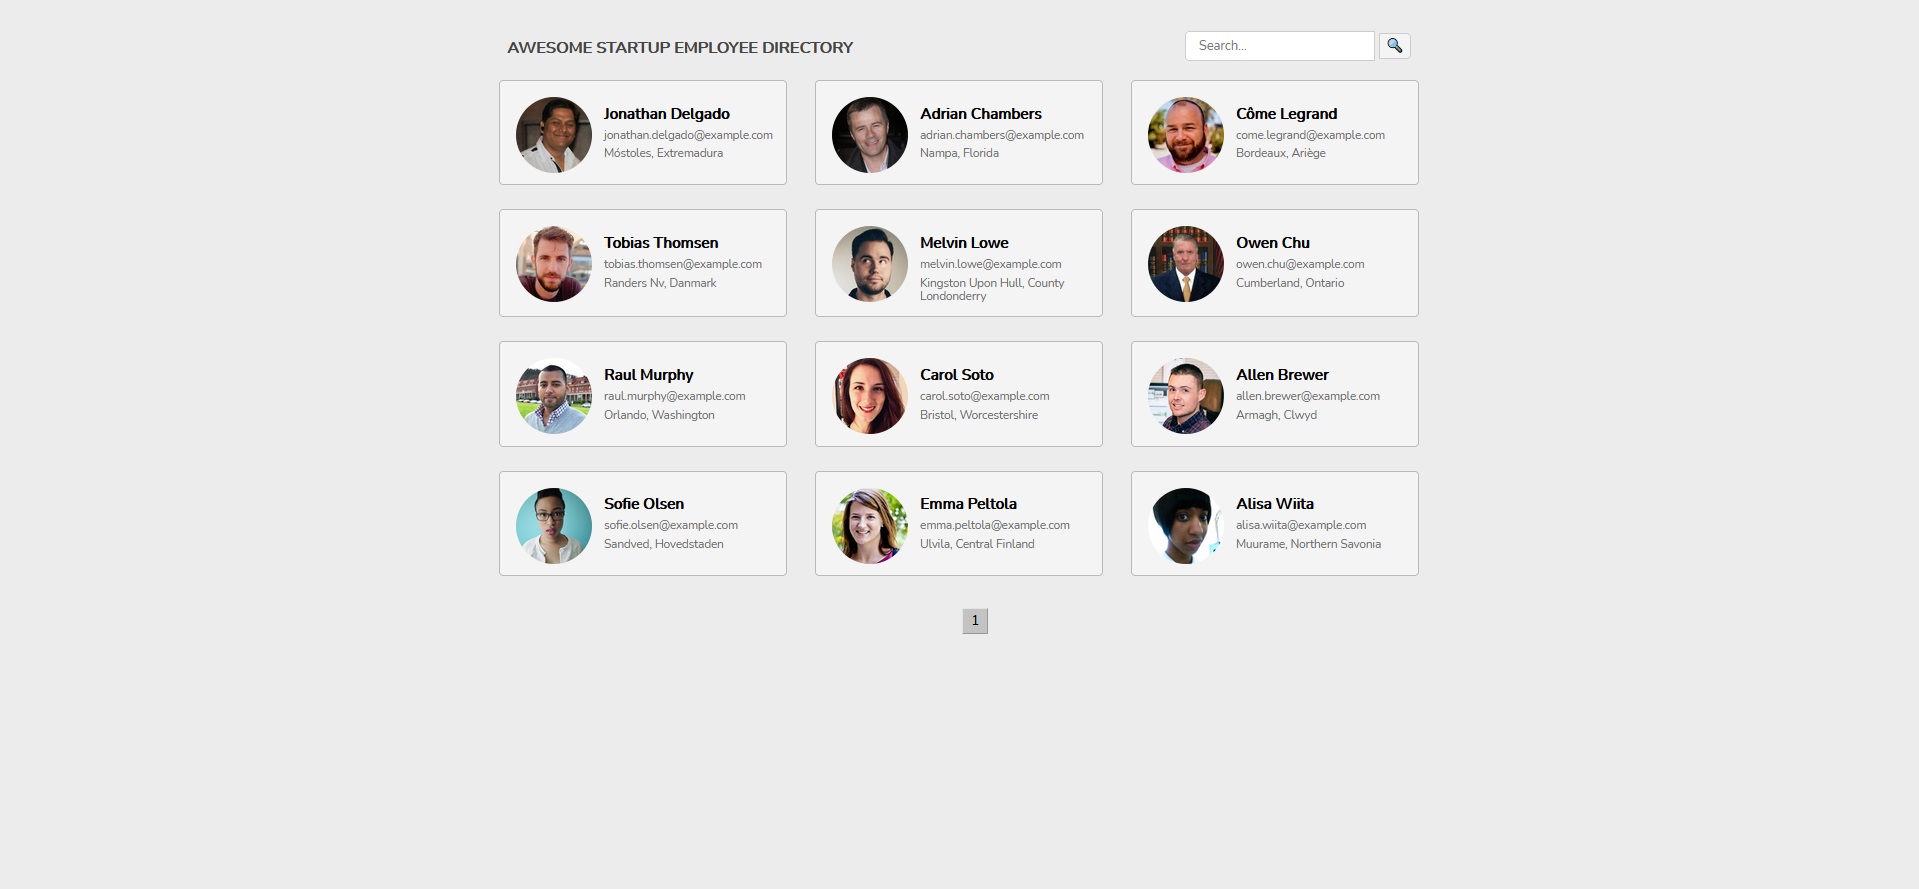 AWESOME STARTUP EMPLOYEE DIRECTORY
Search...
Jonathan Delgado
jonathan.delgado@example.com
Móstoles, Extremadura
Adrian Chambers
adrian.chambers@example.com
Nampa, Florida
Côme Legrand
come.legrand@example.com
Bordeaux, Ariège
Tobias Thomsen
tobias.thomsen@example.com
Randers Nv, Danmark
Melvin Lowe
melvin.lowe@example.com
Kingston Upon Hull, County
Londonderry
Owen Chu
owen.chu@example.com
Cumberland, Ontario
Raul Murphy
raul.murphy@example.com
Orlando, Washington
Carol Soto
carol.soto@example.com
Bristol, Worcestershire
Allen Brewer
allen.brewer@example.com
Armagh, Clwyd
Sofie Olsen
sofie.olsen@example.com
Sandved, Hovedstaden
Emma Peltola
emma.peltola@example.com
Ulvila, Central Finland
Alisa Wiita
alisa.wiita@example.com
Muurame, Northern Savonia
1